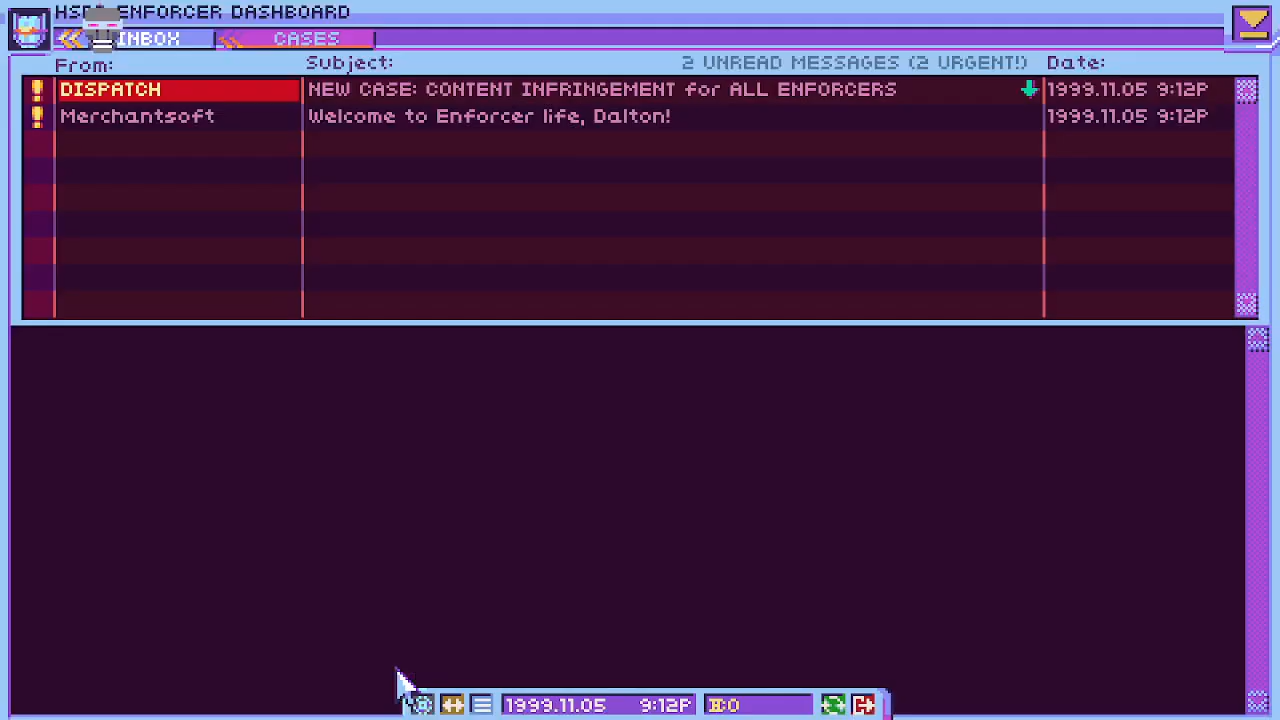 HSPD ENFORCER DASHBOARD
INBOX CASES
From: Subject: 2 UNREAD MESSAGES (2 URGENT!) Date:
DISPATCH NEW CASE: CONTENT INFRINGEMENT for ALL ENFORCERS 1999.11.05 9:12P
Merchantsoft Welcome to Enforcer life, Dalton! 1999.11.05 9:12P
1999.11.05 9:12P 0